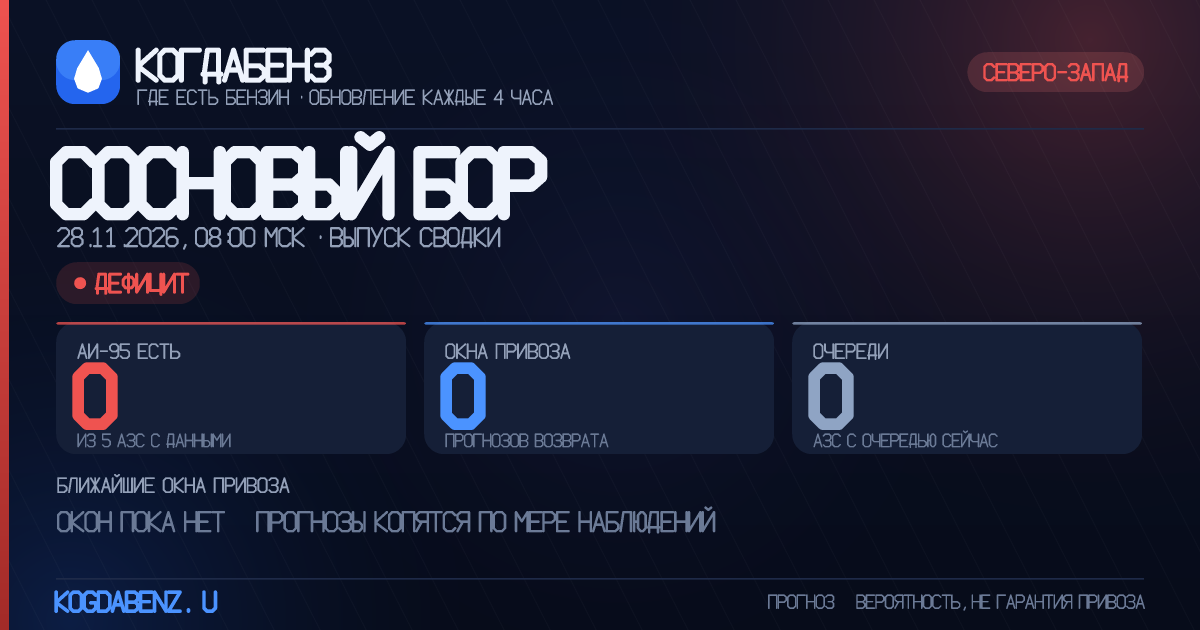 КОГДАБЕНЗ
ГДЕ ЕСТЬ БЕНЗИН · ОБНОВЛЕНИЕ КАЖДЫЕ 4 ЧАСА
СЕВЕРО-ЗАПАД
СОСНОВЫЙ БОР
28.11.2026, 08:00 МСК · ВЫПУСК СВОДКИ
ДЕФИЦИТ
АИ-95 ЕСТЬ
0
ИЗ 5 АЗС С ДАННЫМИ
ОКНА ПРИВОЗА
0
ПРОГНОЗОВ ВОЗВРАТА
ОЧЕРЕДИ
0
АЗС С ОЧЕРЕДЬЮ СЕЙЧАС
БЛИЖАЙШИЕ ОКНА ПРИВОЗА
ОКОН ПОКА НЕТ ПРОГНОЗЫ КОПЯТСЯ ПО МЕРЕ НАБЛЮДЕНИЙ
KOGDABENZ. U
ПРОГНОЗ ВЕРОЯТНОСТЬ, НЕ ГАРАНТИЯ ПРИВОЗА